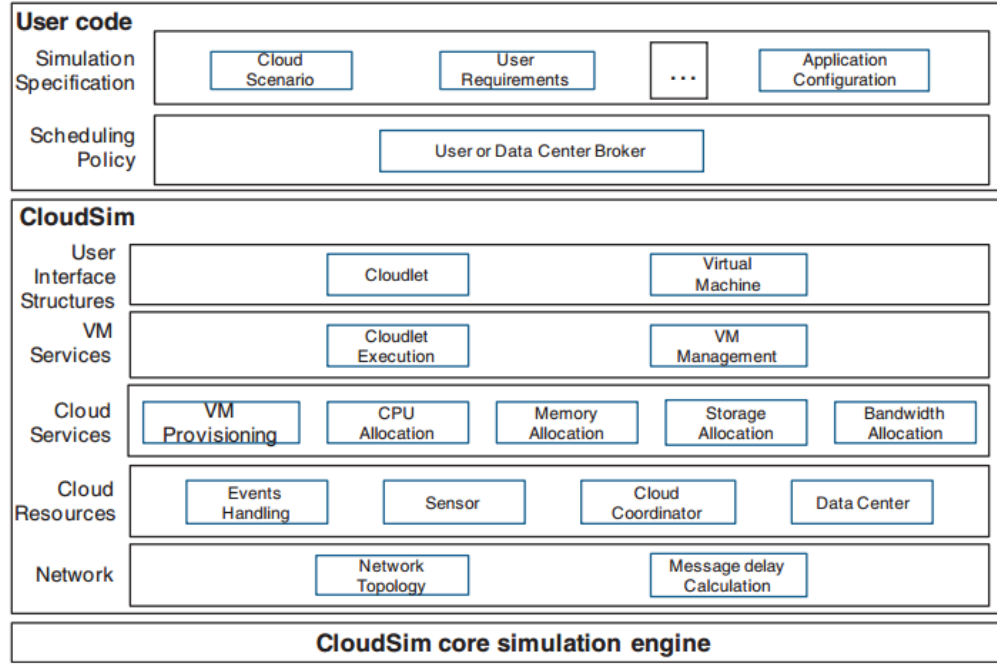 User code
Simulation
Specification
Cloud
Scenario
User
Requirements
...
Application
Configuration
Scheduling
Policy
User or Data Center Broker
CloudSim
User
Interface
Structures
Cloudlet
Virtual
Machine
VM
Services
Cloudlet
Execution
VM
Management
Cloud
Services
VM
Provisioning
CPU
Allocation
Memory
Allocation
Storage
Allocation
Bandwidth
Allocation
Cloud
Resources
Events
Handling
Sensor
Cloud
Coordinator
Data Center
Network
Network
Topology
Message delay
Calculation
CloudSim core simulation engine